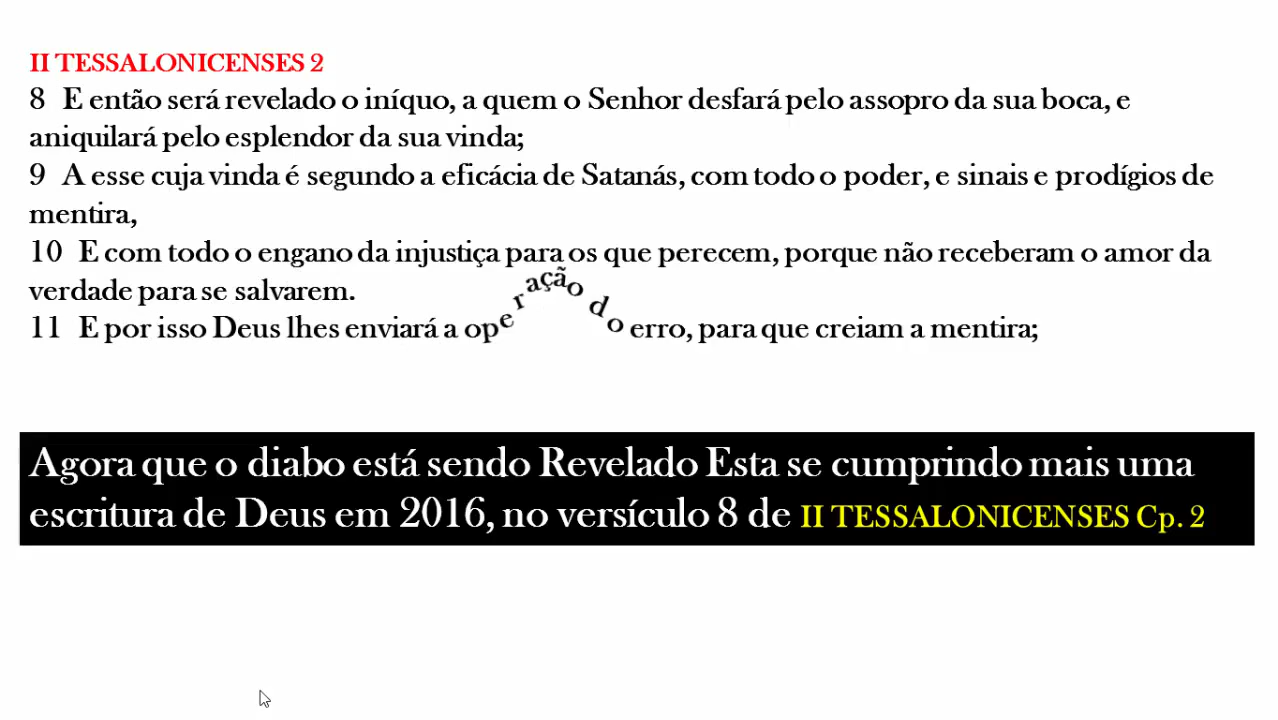 II TESSALONICENSES 2
8 E então será revelado o iníquo, a quem o Senhor desfará pelo assopro da sua boca, e
aniquilará pelo esplendor da sua vinda;
9 A esse cuja vinda é segundo a eficácia de Satanás, com todo o poder, e sinais e prodígios de
mentira,
10 E com todo o engano da injustiça para os que perecem, porque não receberam o amor da
verdade para se salvarem.
11 E por isso Deus lhes enviará a operação do erro, para que creiam a mentira;
Agora que o diabo está sendo Revelado Esta se cumprindo mais uma
escritura de Deus em 2016, no versículo 8 de II TESSALONICENSES Cp. 2